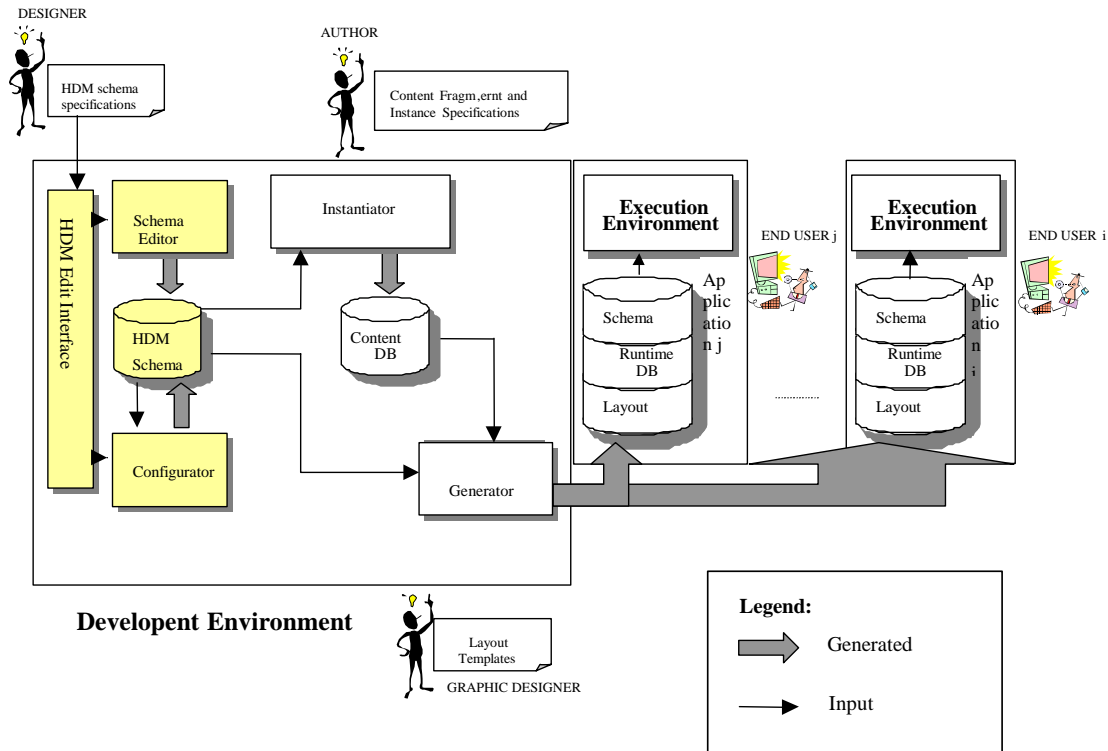 DESIGNER
HDM schema
specifications
AUTHOR
Content Fragm,ernt and
Instance Specifications
HDM Edit Interface
Schema
Editor
Instantiator
HDM
Schema
Content
DB
Configurator
Generator
Execution
Environment
Schema
Runtime
DB
Layout
Ap
plic
atio
n j
END USER j
............
Execution
Environment
Schema
Runtime
DB
Layout
Ap
plic
atio
n
i
END USER i
Developent Environment
Layout
Templates
GRAPHIC DESIGNER
Legend:
Generated
Input